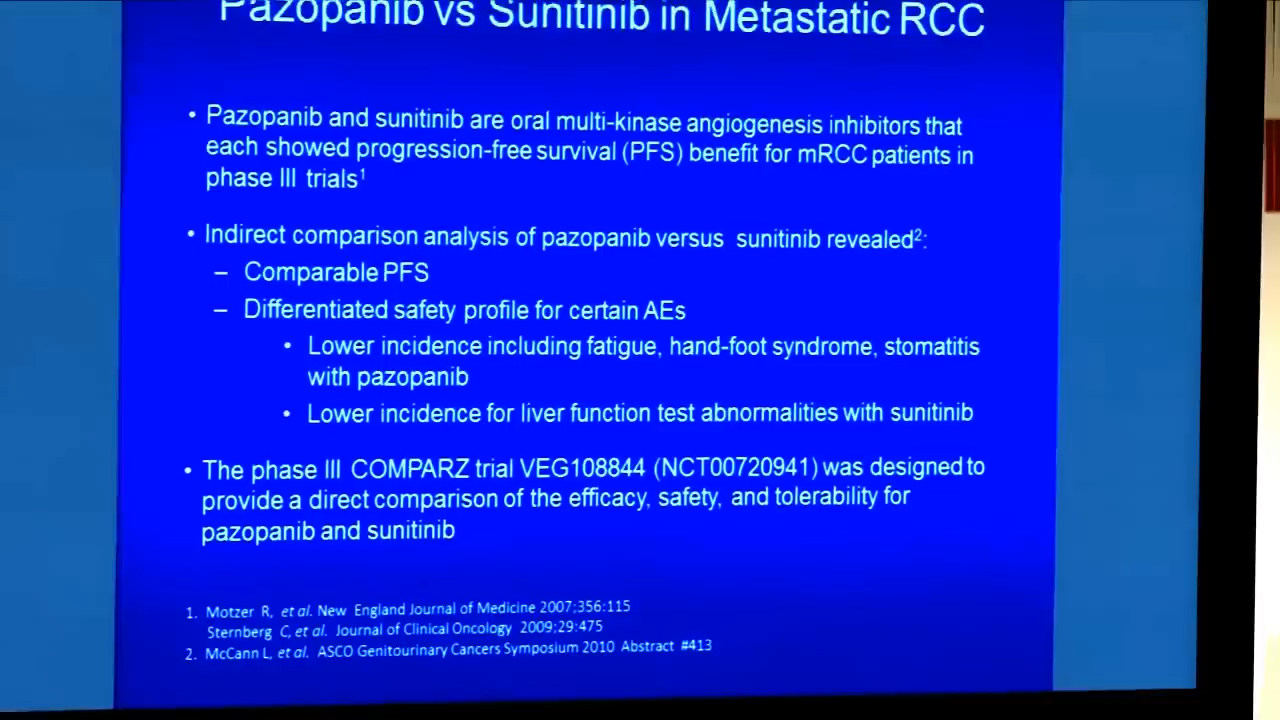 Pazopanib vs Sunitinib in Metastatic RCC
• Pazopanib and sunitinib are oral multi-kinase angiogenesis inhibitors that
each showed progression-free survival (PFS) benefit for mRCC patients in
phase III trials¹
• Indirect comparison analysis of pazopanib versus sunitinib revealed²:
– Comparable PFS
– Differentiated safety profile for certain AEs
• Lower incidence including fatigue, hand-foot syndrome, stomatitis
with pazopanib
• Lower incidence for liver function test abnormalities with sunitinib
• The phase III COMPARZ trial VEG108844 (NCT00720941) was designed to
provide a direct comparison of the efficacy, safety, and tolerability for
pazopanib and sunitinib
1. Motzer R, et al. New England Journal of Medicine 2007;356:115
Sternberg C, et al. Journal of Clinical Oncology 2009;29:475
2. McCann L, et al. ASCO Genitourinary Cancers Symposium 2010 Abstract #413